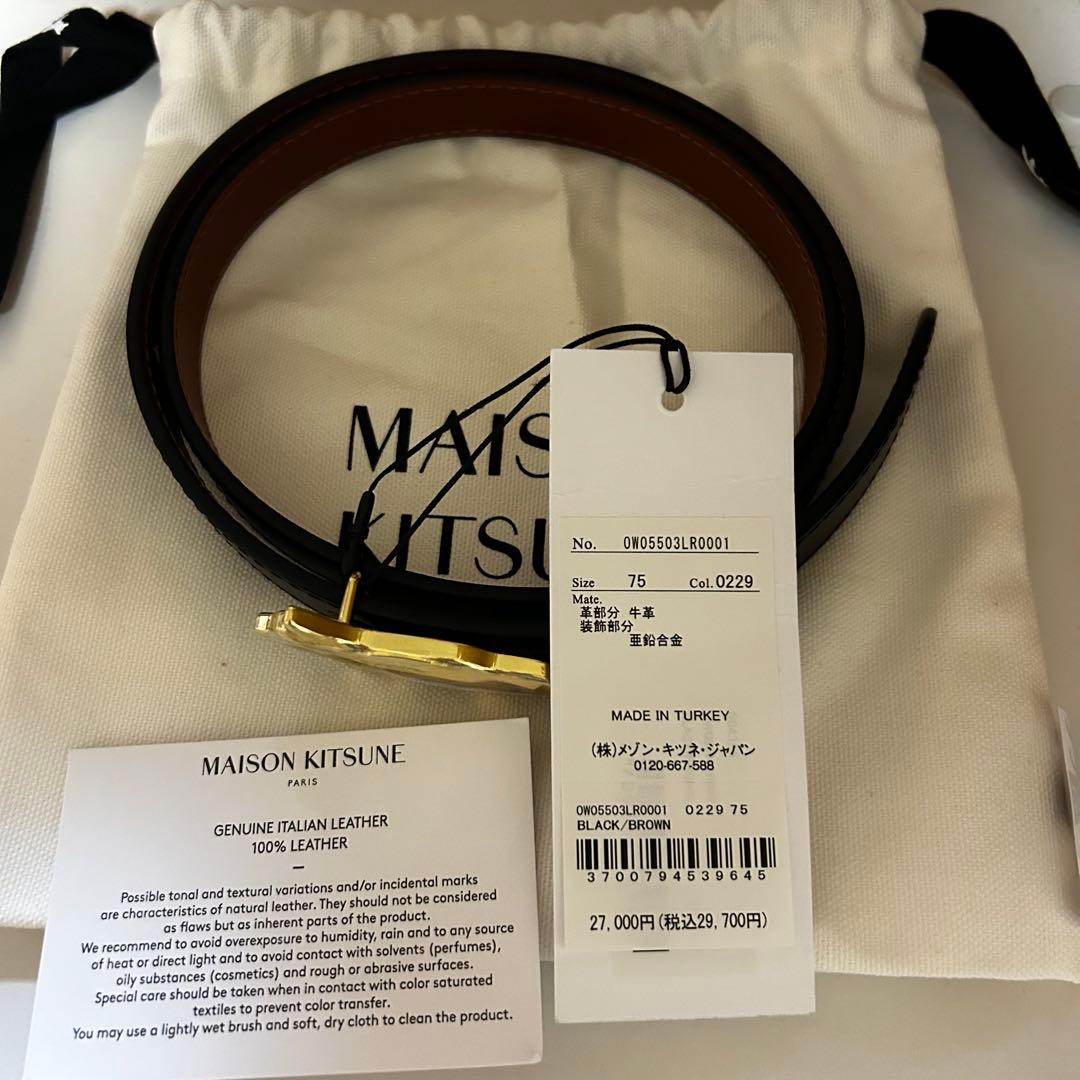 MAIS
KITSU
No. OW05503LR0001
Size 75 Col. 0229
Mate.
革部分 牛革
装飾部分
亜鉛合金
MADE IN TURKEY
(株)メゾン・キツネ・ジャパン
0120-667-588
OW05503LR0001 0229 75
BLACK/BROWN
3700794539645
27,000円(税込29,700円)
MAISON KITSUNE
PARIS
GENUINE ITALIAN LEATHER
100% LEATHER
—
Possible tonal and textural variations and/or incidental marks
are characteristics of natural leather. They should not be considered
as flaws but as inherent parts of the product.
We recommend to avoid overexposure to humidity, rain and to any source
of heat or direct light and to avoid contact with solvents (perfumes),
oily substances (cosmetics) and rough or abrasive surfaces.
Special care should be taken when in contact with color saturated
textiles to prevent color transfer.
You may use a lightly wet brush and soft, dry cloth to clean the product.